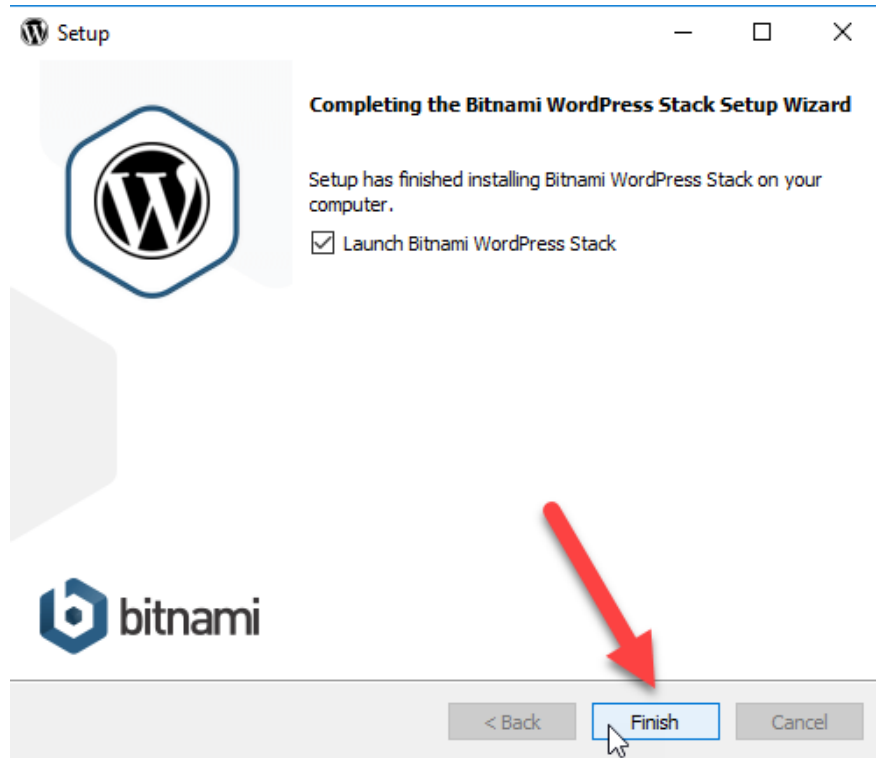 Setup
Completing the Bitnami WordPress Stack Setup Wizard
Setup has finished installing Bitnami WordPress Stack on your
computer.
Launch Bitnami WordPress Stack
bitnami
< Back
Finish
Cancel